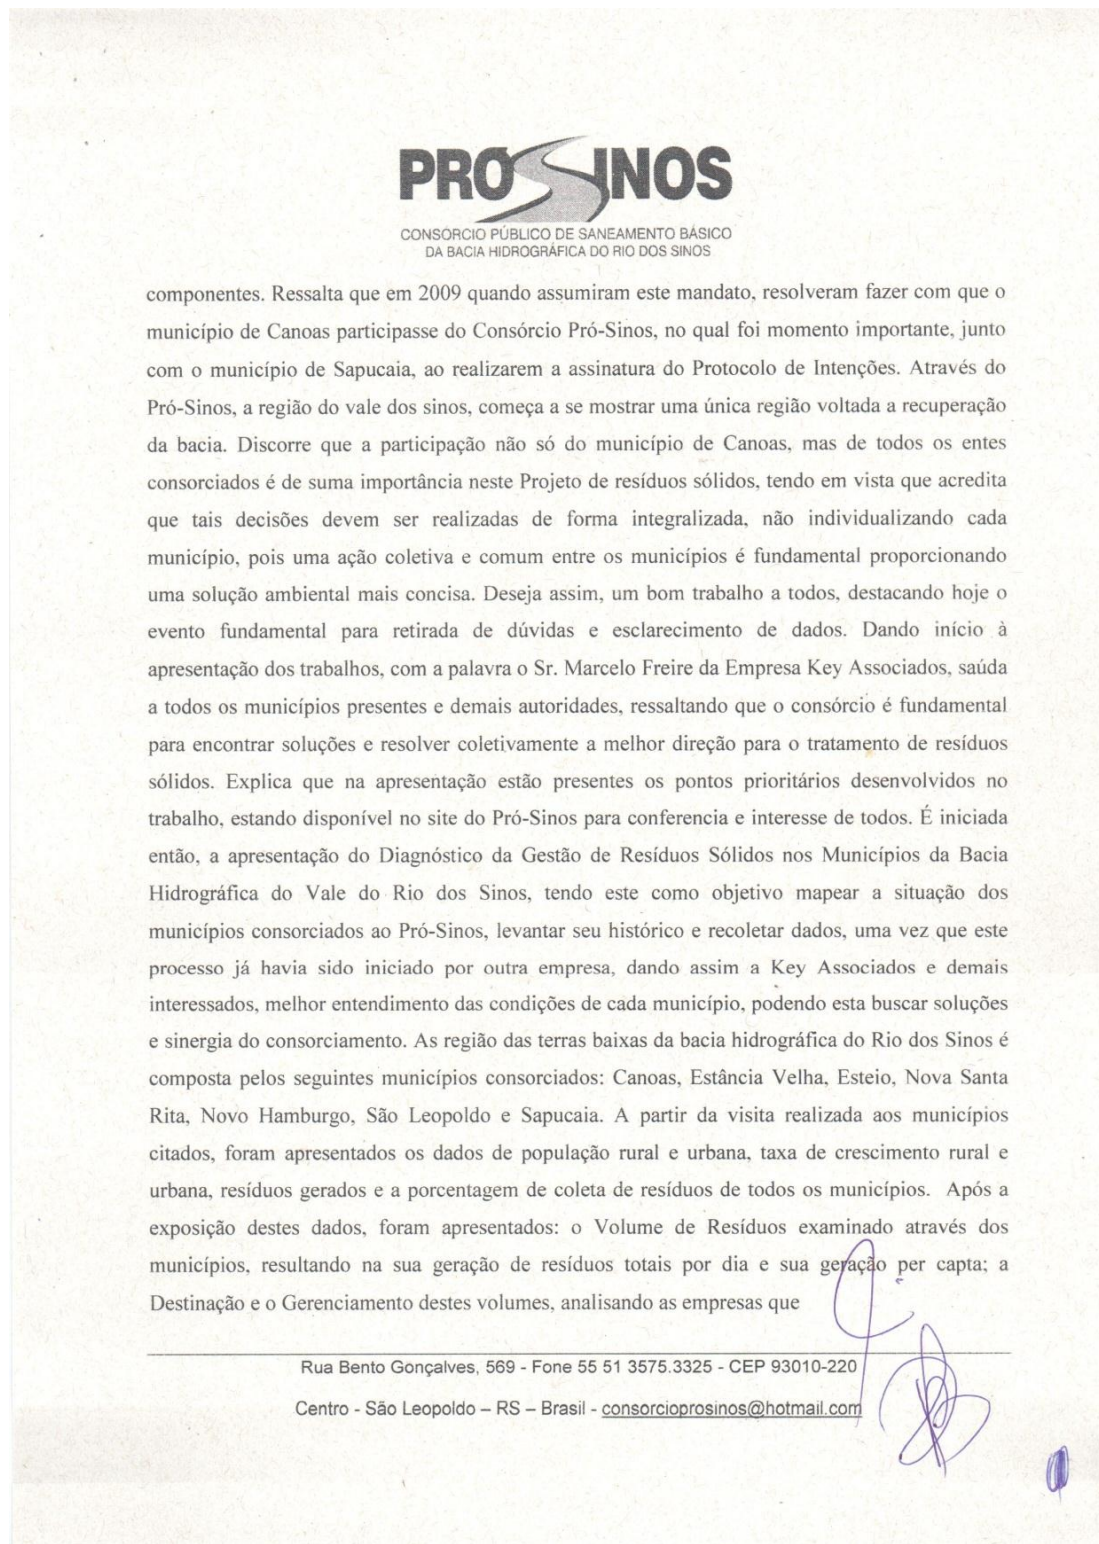 PRÓSINOS
CONSÓRCIO PÚBLICO DE SANEAMENTO BÁSICO
DA BACIA HIDROGRÁFICA DO RIO DOS SINOS
componentes. Ressalta que em 2009 quando assumiram este mandato, resolveram fazer com que o
município de Canoas participasse do Consórcio Pró-Sinos, no qual foi momento importante, junto
com o município de Sapucaia, ao realizarem a assinatura do Protocolo de Intenções. Através do
Pró-Sinos, a região do vale dos sinos, começa a se mostrar uma única região voltada a recuperação
da bacia. Discorre que a participação não só do município de Canoas, mas de todos os entes
consorciados é de suma importância neste Projeto de resíduos sólidos, tendo em vista que acredita
que tais decisões devem ser realizadas de forma integralizada, não individualizando cada
município, pois uma ação coletiva e comum entre os municípios é fundamental proporcionando
uma solução ambiental mais concisa. Deseja assim, um bom trabalho a todos, destacando hoje o
evento fundamental para retirada de dúvidas e esclarecimento de dados. Dando início à
apresentação dos trabalhos, com a palavra o Sr. Marcelo Freire da Empresa Key Associados, saúda
a todos os municípios presentes e demais autoridades, ressaltando que o consórcio é fundamental
para encontrar soluções e resolver coletivamente a melhor direção para o tratamento de resíduos
sólidos. Explica que na apresentação estão presentes os pontos prioritários desenvolvidos no
trabalho, estando disponível no site do Pró-Sinos para conferencia e interesse de todos. É iniciada
então, a apresentação do Diagnóstico da Gestão de Resíduos Sólidos nos Municípios da Bacia
Hidrográfica do Vale do Rio dos Sinos, tendo este como objetivo mapear a situação dos
municípios consorciados ao Pró-Sinos, levantar seu histórico e recoletar dados, uma vez que este
processo já havia sido iniciado por outra empresa, dando assim a Key Associados e demais
interessados, melhor entendimento das condições de cada município, podendo esta buscar soluções
e sinergia do consorciamento. As região das terras baixas da bacia hidrográfica do Rio dos Sinos é
composta pelos seguintes municípios consorciados: Canoas, Estância Velha, Esteio, Nova Santa
Rita, Novo Hamburgo, São Leopoldo e Sapucaia. A partir da visita realizada aos municípios
citados, foram apresentados os dados de população rural e urbana, taxa de crescimento rural e
urbana, resíduos gerados e a porcentagem de coleta de resíduos de todos os municípios. Após a
exposição destes dados, foram apresentados: o Volume de Resíduos examinado através dos
municípios, resultando na sua geração de resíduos totais por dia e sua geração per capta; a
Destinação e o Gerenciamento destes volumes, analisando as empresas que
Rua Bento Gonçalves, 569 - Fone 55 51 3575.3325 - CEP 93010-220
Centro - São Leopoldo – RS – Brasil - consorcioprosinos@hotmail.com